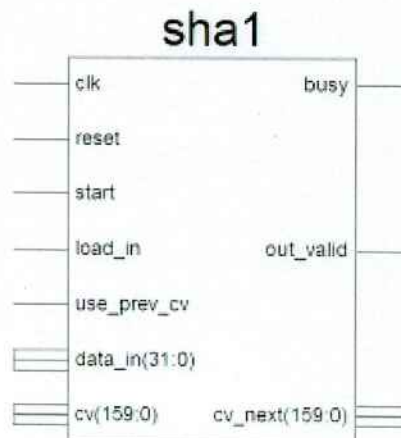 sha1
clk
busy
reset
start
load_in
out_valid
use_prev_cv
data_in(31:0)
cv(159:0)
cv_next(159:0)